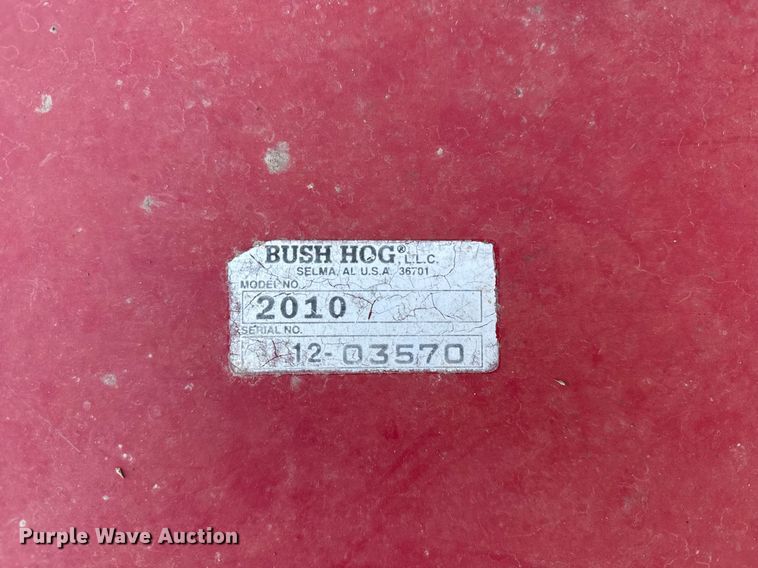 BUSH HOG®, L.L.C.
SELMA, AL U.S.A. 36701
MODEL NO.
2010
SERIAL NO.
12-03570
Purple Wave Auction